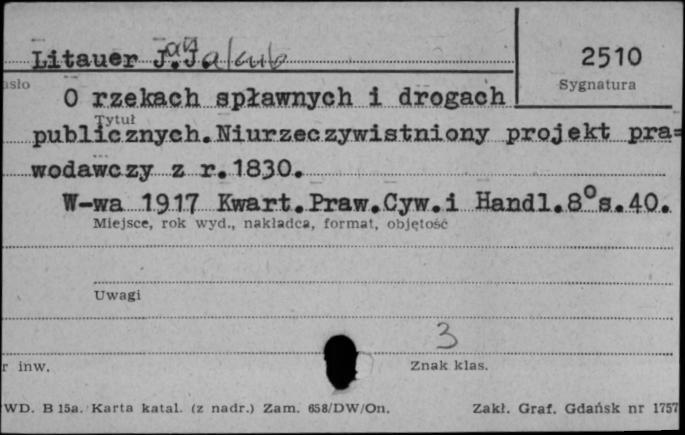 Litauer J.J. Jan Jakub
2510
asło
Sygnatura
O rzekach spławnych i drogach
Tytuł
publicznych.Niurzeczywistniony projekt pra=
wodawczy z r.1830.
W-wa 1917 Kwart.Praw.Cyw.i Handl.8° s.40.
Miejsce, rok wyd., nakładca, format, objętość
Uwagi
3
r inw.
Znak klas.
WD. B 15a. Karta katal. (z nadr.) Zam. 658/DW/On.
Zakł. Graf. Gdańsk nr 1757